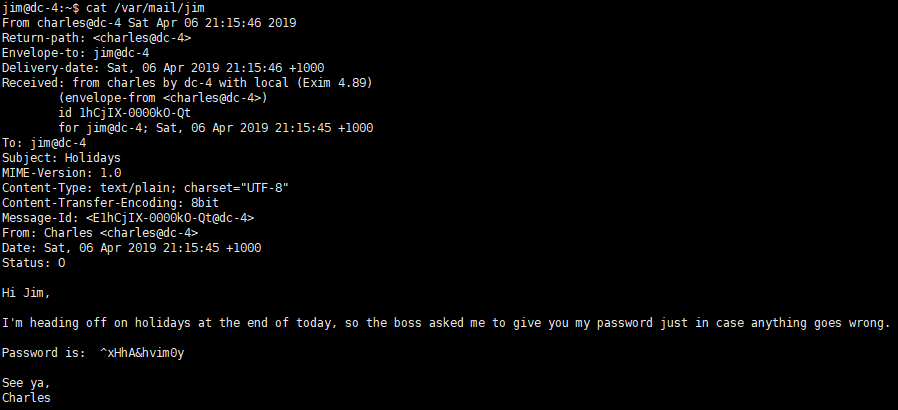 jim@dc-4:~$ cat /var/mail/jim
From charles@dc-4 Sat Apr 06 21:15:46 2019
Return-path: <charles@dc-4>
Envelope-to: jim@dc-4
Delivery-date: Sat, 06 Apr 2019 21:15:46 +1000
Received: from charles by dc-4 with local (Exim 4.89)
        (envelope-from <charles@dc-4>)
        id 1hCjIX-0000kO-Qt
        for jim@dc-4; Sat, 06 Apr 2019 21:15:45 +1000
To: jim@dc-4
Subject: Holidays
MIME-Version: 1.0
Content-Type: text/plain; charset="UTF-8"
Content-Transfer-Encoding: 8bit
Message-Id: <E1hCjIX-0000kO-Qt@dc-4>
From: Charles <charles@dc-4>
Date: Sat, 06 Apr 2019 21:15:45 +1000
Status: O

Hi Jim,

I'm heading off on holidays at the end of today, so the boss asked me to give you my password just in case anything goes wrong.

Password is:  ^xHhA&hvim0y

See ya,
Charles